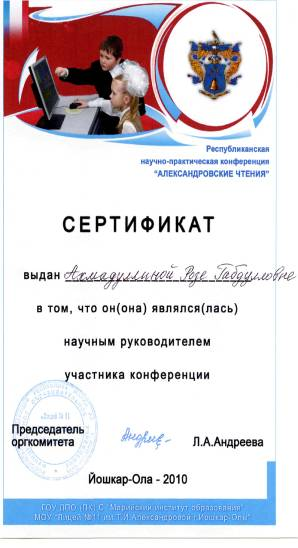 Республиканская
научно-практическая конференция
"АЛЕКСАНДРОВСКИЕ ЧТЕНИЯ"
СЕРТИФИКАТ
выдан Ахмадуллиной Розе Габдулловне
в том, что он(она) являлся(лась)
научным руководителем
участника конференции
Председатель
оргкомитета
Л.А.Андреева
Йошкар-Ола - 2010
ГОУ ДПО (ПК) С "Марийский институт образования"
МОУ "Лицей №11 им.Т.И.Александровой г.Йошкар-Олы"